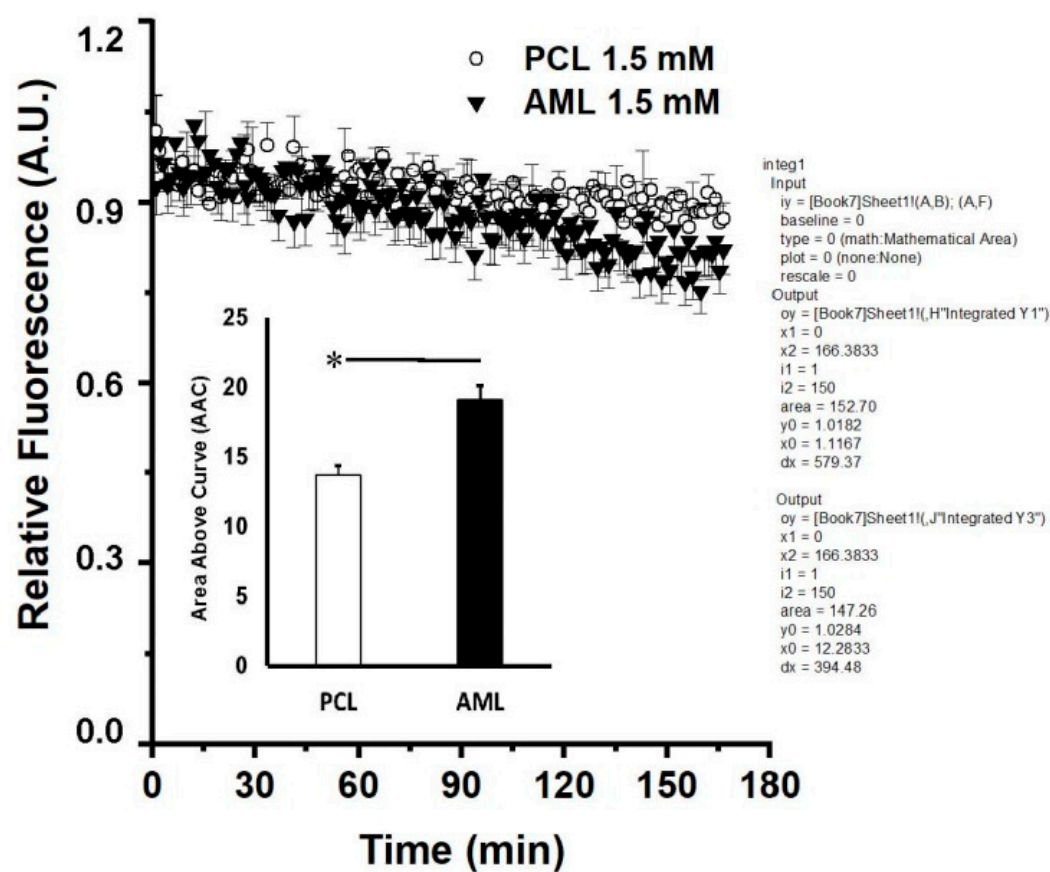 1.2
0.9
0.6
0.3
0.0
Relative Fluorescence (A.U.)
PCL 1.5 mM
AML 1.5 mM
25
20
15
10
5
0
Area Above Curve (AAC)
*
PCL AML
0 30 60 90 120 150 180
Time (min)
integ1
Input
iy = [Book7]Sheet1!(A,B); (A,F)
baseline = 0
type = 0 (math:Mathematical Area)
plot = 0 (none:None)
rescale = 0
Output
oy = [Book7]Sheet1!(,H"Integrated Y1")
x1 = 0
x2 = 166.3833
i1 = 1
i2 = 150
area = 152.70
y0 = 1.0182
x0 = 1.1167
dx = 579.37
Output
oy = [Book7]Sheet1!(,J"Integrated Y3")
x1 = 0
x2 = 166.3833
i1 = 1
i2 = 150
area = 147.26
y0 = 1.0284
x0 = 12.2833
dx = 394.48